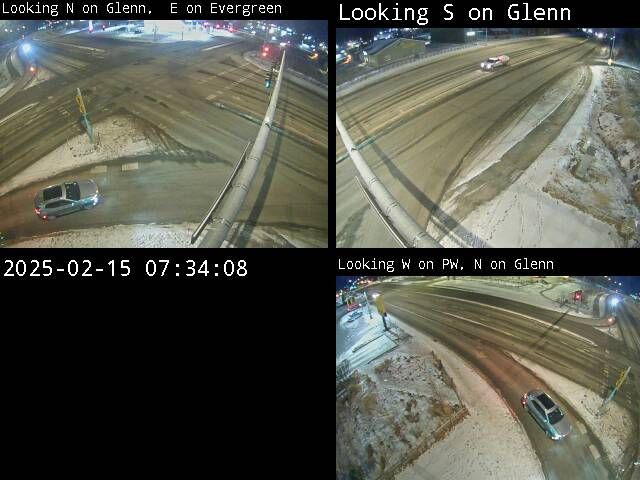 Looking N on Glenn,  E on Evergreen
Looking S on Glenn
2025-02-15 07:34:08
Looking W on PW, N on Glenn